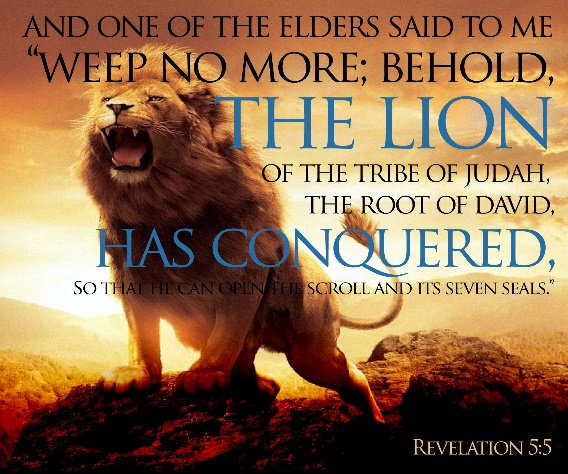 AND ONE OF THE ELDERS SAID TO ME
“WEEP NO MORE; BEHOLD,
THE LION
OF THE TRIBE OF JUDAH,
THE ROOT OF DAVID,
HAS CONQUERED,
SO THAT HE CAN OPEN THE SCROLL AND ITS SEVEN SEALS.”
REVELATION 5:5